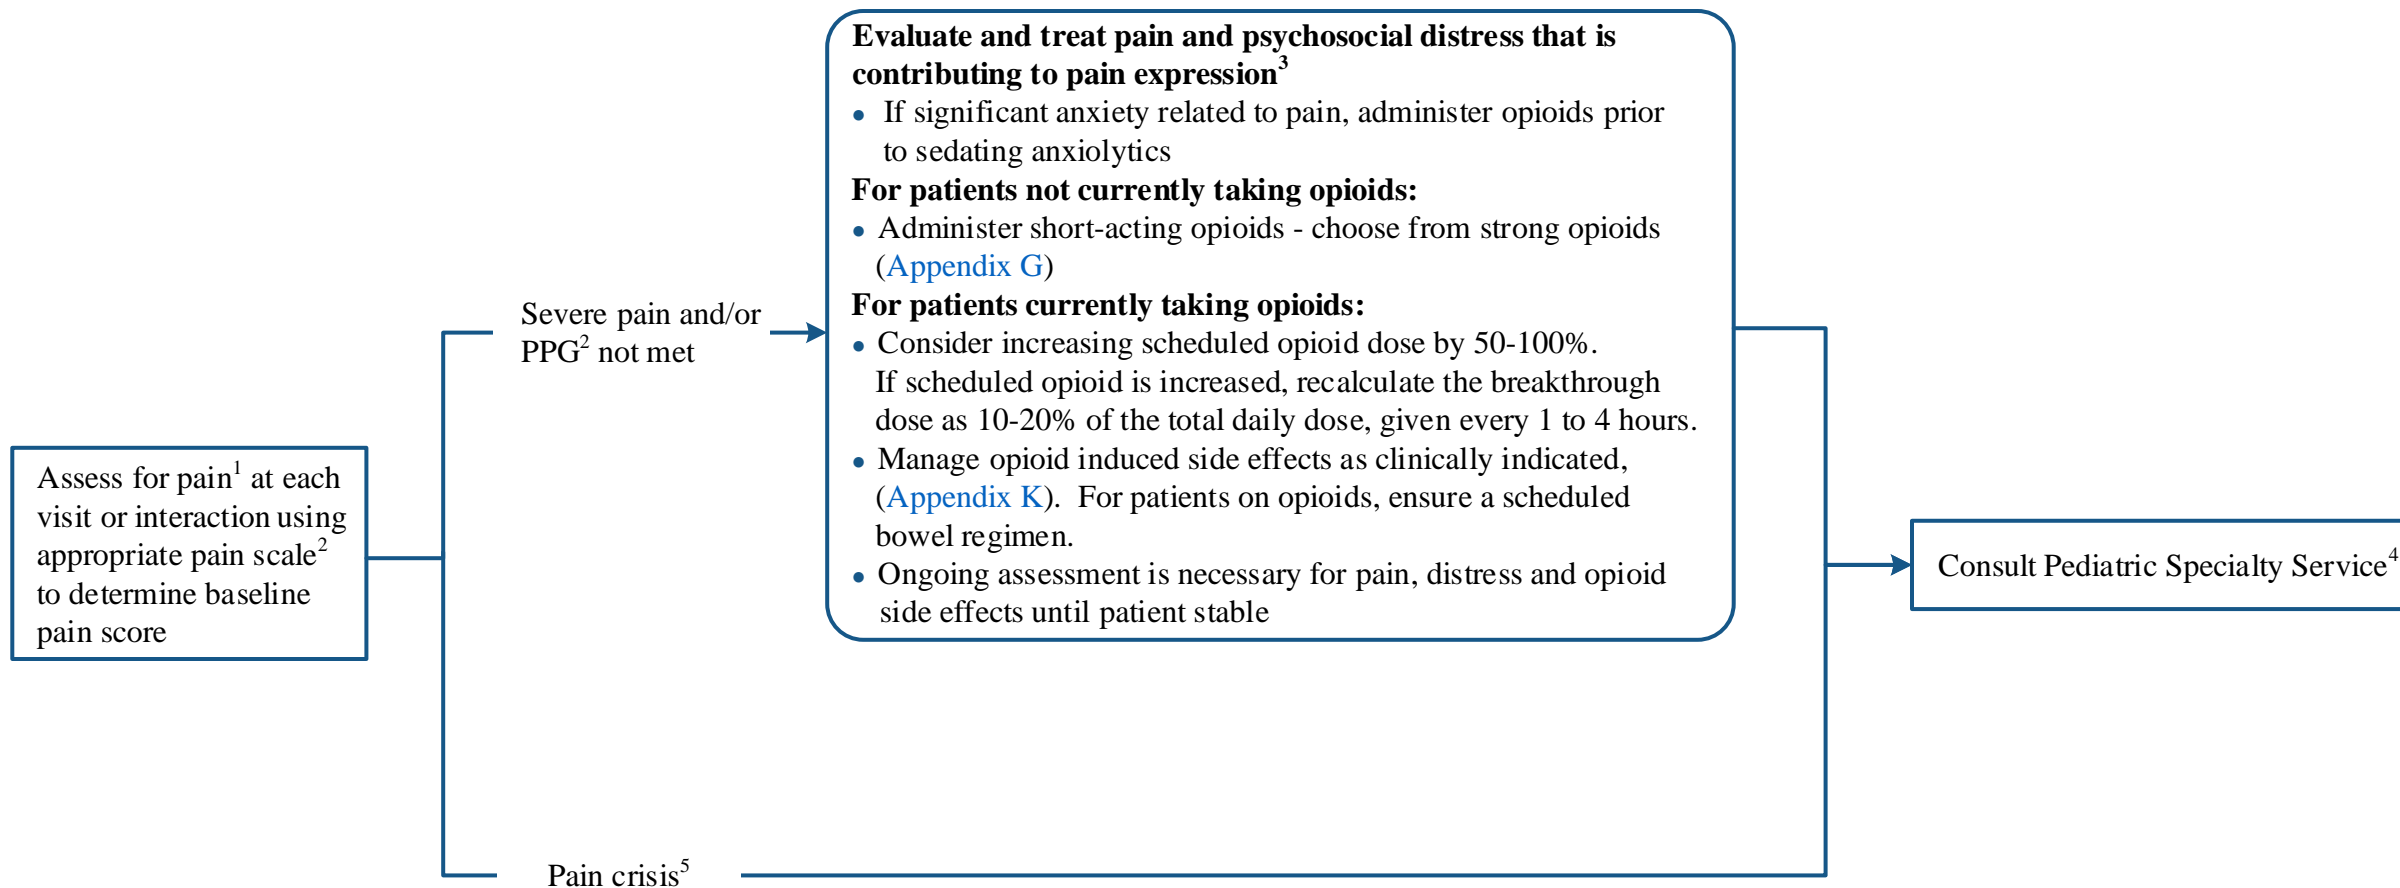 Assess for pain¹ at each
visit or interaction using
appropriate pain scale²
to determine baseline
pain score
Severe pain and/or
PPG² not met
Evaluate and treat pain and psychosocial distress that is
contributing to pain expression³
• If significant anxiety related to pain, administer opioids prior
to sedating anxiolytics
For patients not currently taking opioids:
• Administer short-acting opioids - choose from strong opioids
(Appendix G)
For patients currently taking opioids:
• Consider increasing scheduled opioid dose by 50-100%.
If scheduled opioid is increased, recalculate the breakthrough
dose as 10-20% of the total daily dose, given every 1 to 4 hours.
• Manage opioid induced side effects as clinically indicated,
(Appendix K). For patients on opioids, ensure a scheduled
bowel regimen.
• Ongoing assessment is necessary for pain, distress and opioid
side effects until patient stable
Consult Pediatric Specialty Service⁴
Pain crisis⁵